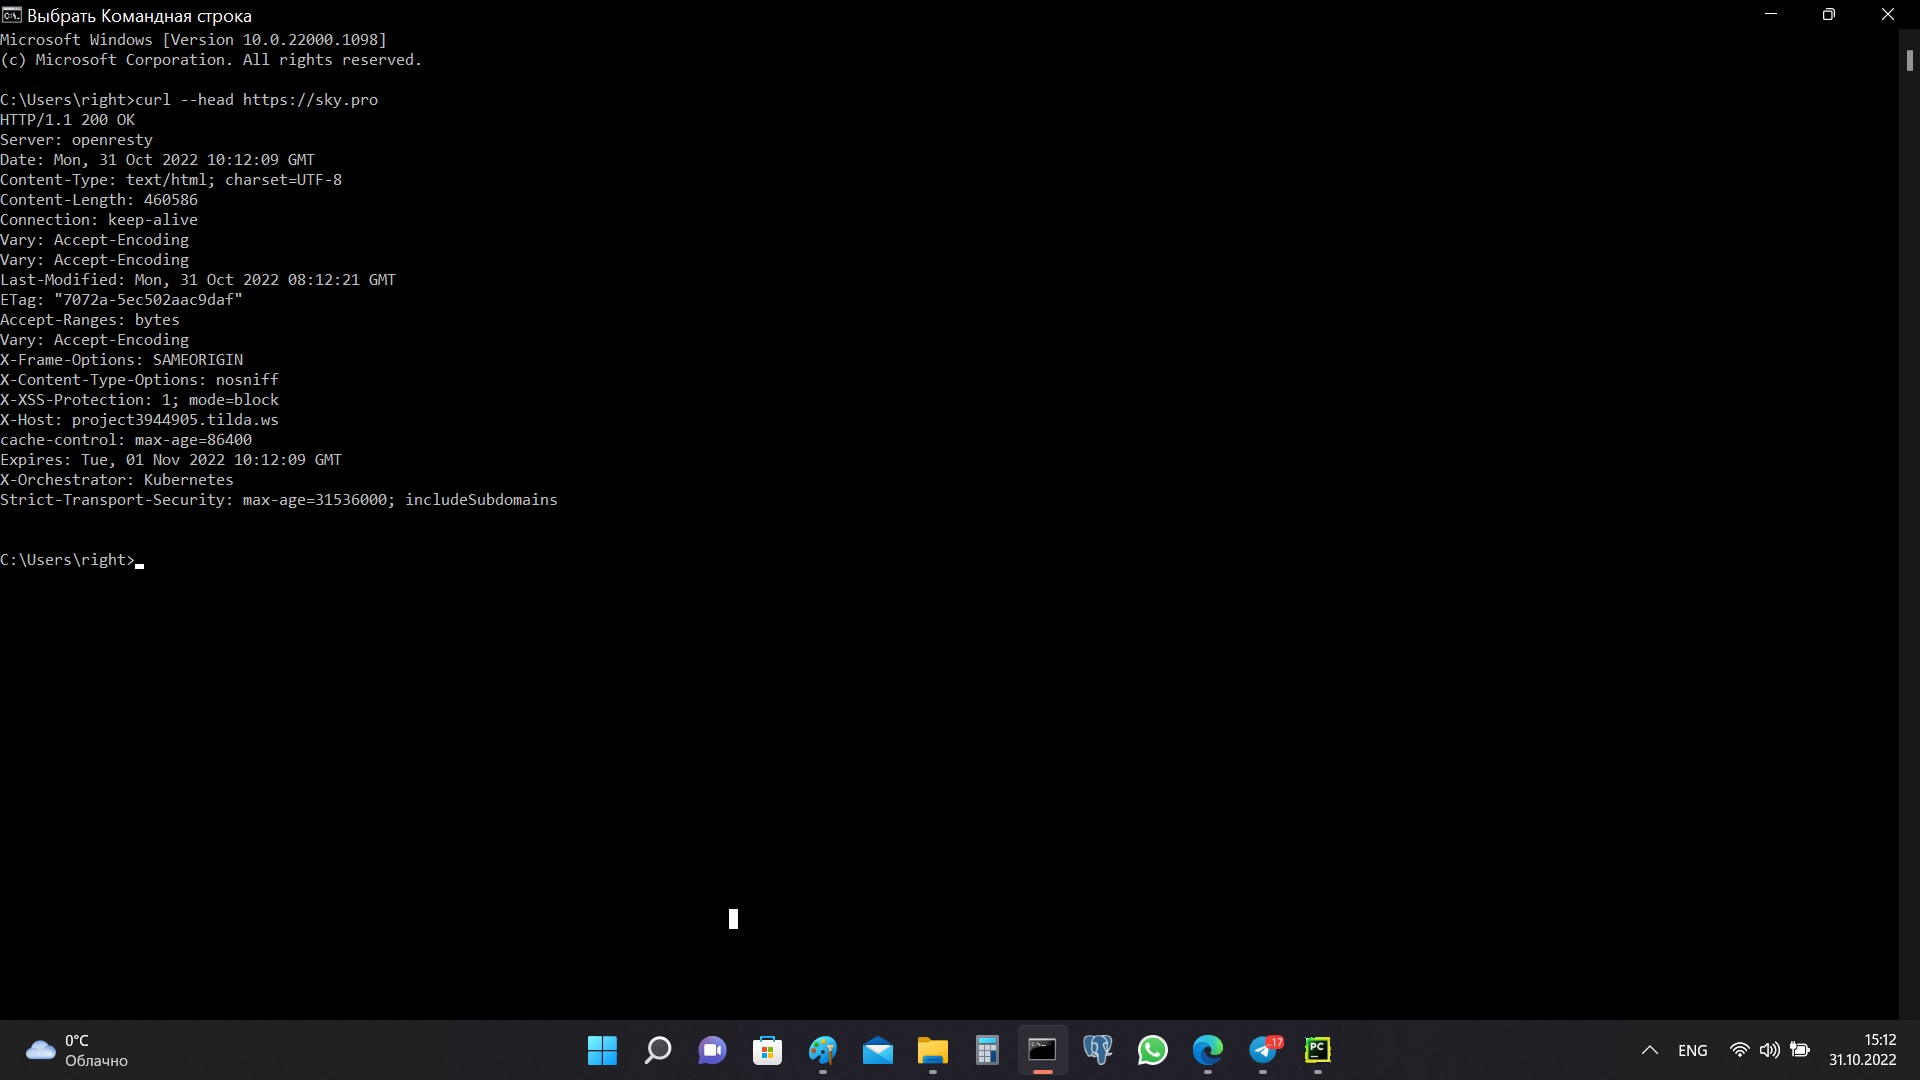 Выбрать Командная строка
Microsoft Windows [Version 10.0.22000.1098]
(c) Microsoft Corporation. All rights reserved.
C:\Users\right>curl --head https://sky.pro
HTTP/1.1 200 OK
Server: openresty
Date: Mon, 31 Oct 2022 10:12:09 GMT
Content-Type: text/html; charset=UTF-8
Content-Length: 460586
Connection: keep-alive
Vary: Accept-Encoding
Vary: Accept-Encoding
Last-Modified: Mon, 31 Oct 2022 08:12:21 GMT
ETag: "7072a-5ec502aac9daf"
Accept-Ranges: bytes
Vary: Accept-Encoding
X-Frame-Options: SAMEORIGIN
X-Content-Type-Options: nosniff
X-XSS-Protection: 1; mode=block
X-Host: project3944905.tilda.ws
cache-control: max-age=86400
Expires: Tue, 01 Nov 2022 10:12:09 GMT
X-Orchestrator: Kubernetes
Strict-Transport-Security: max-age=31536000; includeSubdomains
C:\Users\right>
0°C
Облачно
..17
PC
ENG
15:12
31.10.2022